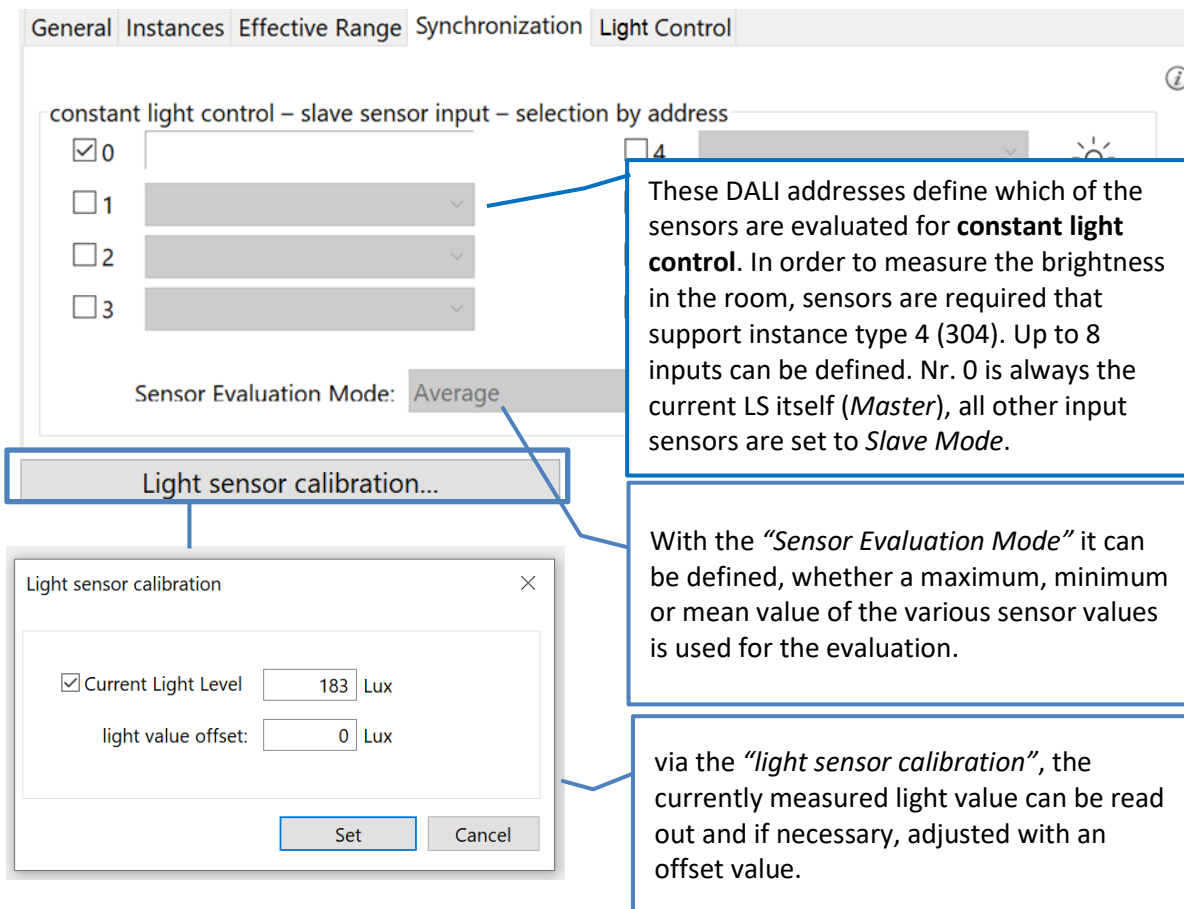 General Instances Effective Range Synchronization Light Control
i
constant light control – slave sensor input – selection by address
0
4
1
2
3
Sensor Evaluation Mode: Average
These DALI addresses define which of the
sensors are evaluated for constant light
control. In order to measure the brightness
in the room, sensors are required that
support instance type 4 (304). Up to 8
inputs can be defined. Nr. 0 is always the
current LS itself (Master), all other input
sensors are set to Slave Mode.
Light sensor calibration...
With the “Sensor Evaluation Mode” it can
be defined, whether a maximum, minimum
or mean value of the various sensor values
is used for the evaluation.
Light sensor calibration
Current Light Level 183 Lux
light value offset: 0 Lux
Set Cancel
via the “light sensor calibration”, the
currently measured light value can be read
out and if necessary, adjusted with an
offset value.